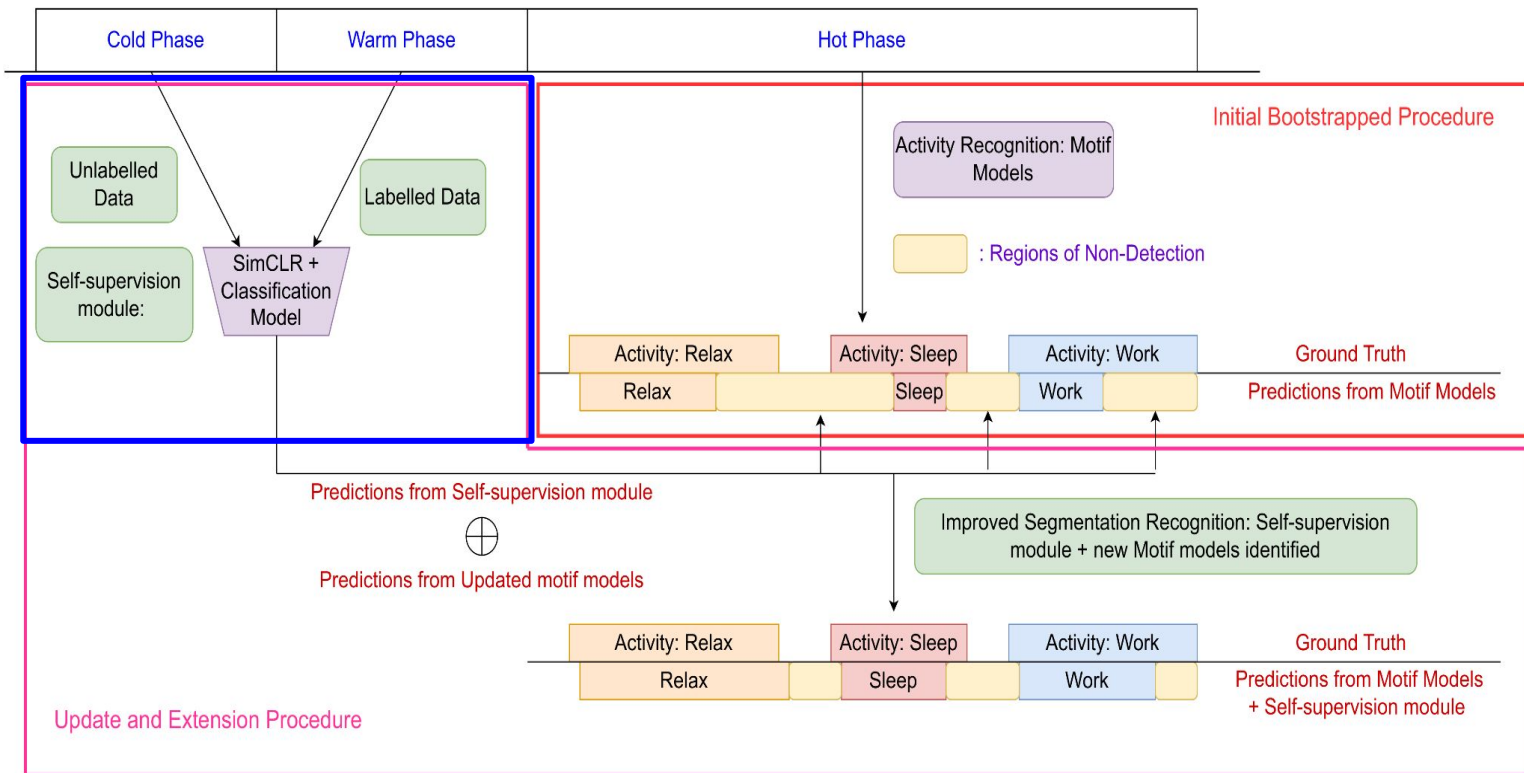 Cold Phase
Warm Phase
Hot Phase
Initial Bootstrapped Procedure
Unlabelled
Data
Labelled Data
Self-supervision
module:
SimCLR +
Classification
Model
Activity Recognition: Motif
Models
: Regions of Non-Detection
Activity: Relax
Activity: Sleep
Activity: Work
Ground Truth
Relax
Sleep
Work
Predictions from Motif Models
Predictions from Self-supervision module
Predictions from Updated motif models
Improved Segmentation Recognition: Self-supervision
module + new Motif models identified
Activity: Relax
Activity: Sleep
Activity: Work
Ground Truth
Relax
Sleep
Work
Predictions from Motif Models
+ Self-supervision module
Update and Extension Procedure